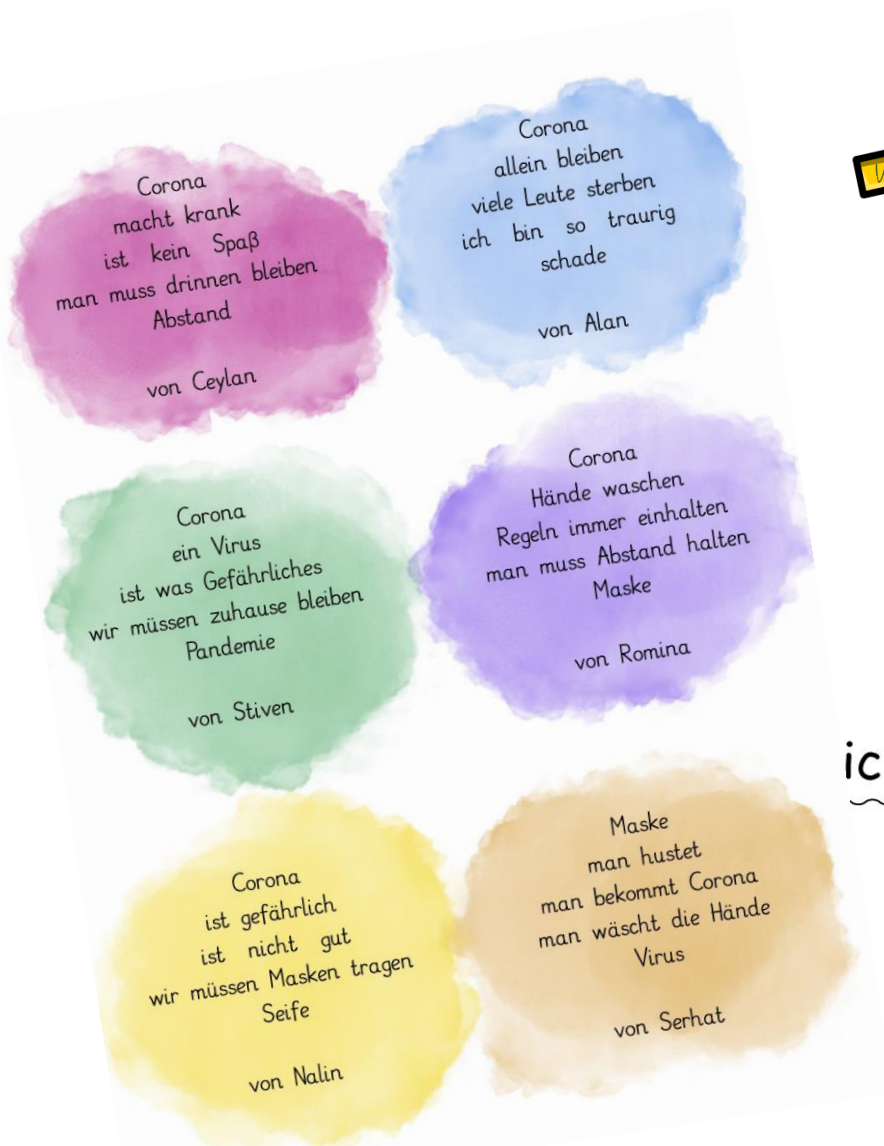 Corona
macht krank
ist kein Spaß
man muss drinnen bleiben
Abstand
von Ceylan
Corona
allein bleiben
viele Leute sterben
ich bin so traurig
schade
von Alan
Corona
ein Virus
ist was Gefährliches
wir müssen zuhause bleiben
Pandemie
von Stiven
Corona
Hände waschen
Regeln immer einhalten
man muss Abstand halten
Maske
von Romina
Corona
ist gefährlich
ist nicht gut
wir müssen Masken tragen
Seife
von Nalin
Maske
man hustet
man bekommt Corona
man wäscht die Hände
Virus
von Serhat
ic